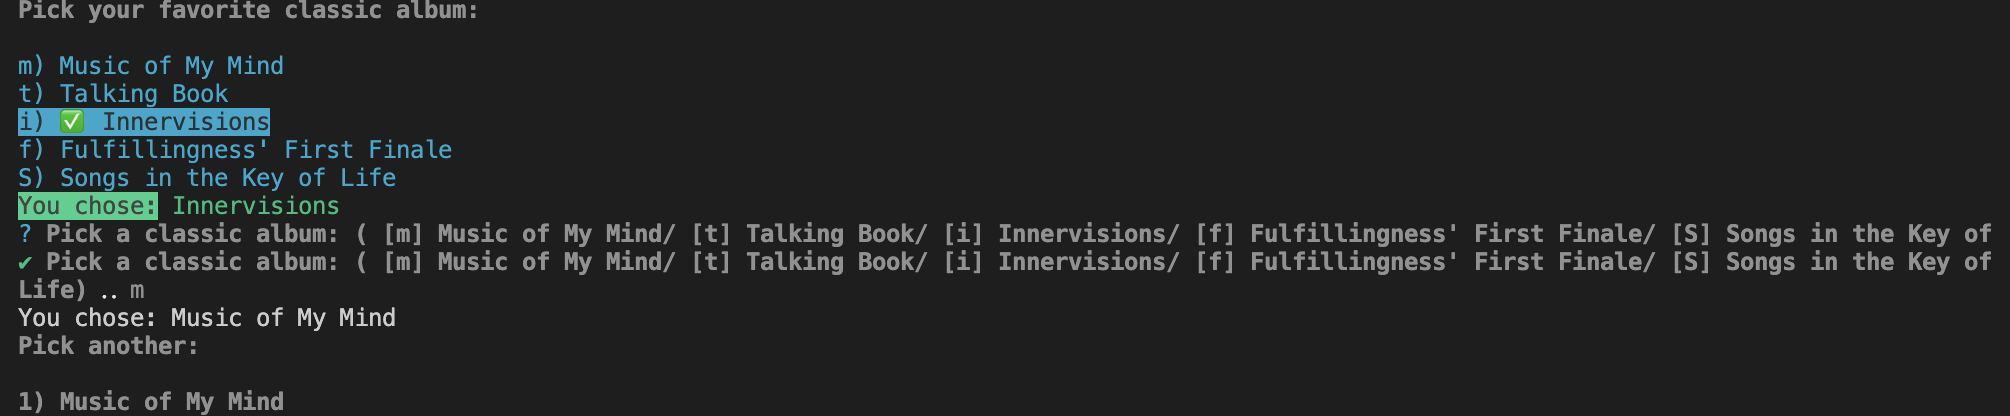 Pick your favorite classic album:
m) Music of My Mind
t) Talking Book
i) ✅ Innervisions
f) Fulfillingness' First Finale
S) Songs in the Key of Life
You chose: Innervisions
? Pick a classic album: ( [m] Music of My Mind/ [t] Talking Book/ [i] Innervisions/ [f] Fulfillingness' First Finale/ [S] Songs in the Key of
✔ Pick a classic album: ( [m] Music of My Mind/ [t] Talking Book/ [i] Innervisions/ [f] Fulfillingness' First Finale/ [S] Songs in the Key of
Life) .. m
You chose: Music of My Mind
Pick another:
1) Music of My Mind